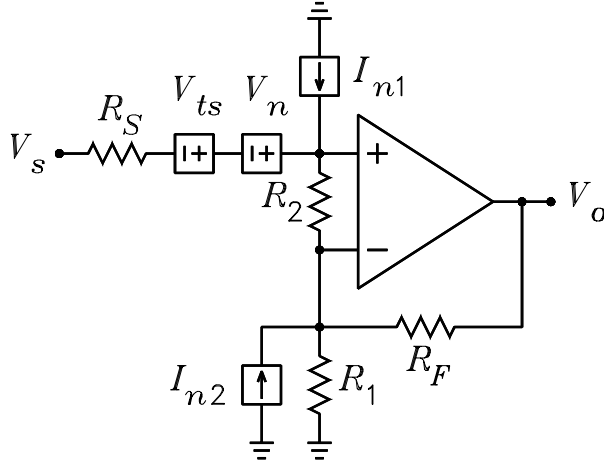 I_n1
V_ts V_n
R_S
V_s
R_2
V_o
R_F
I_n2 R_1